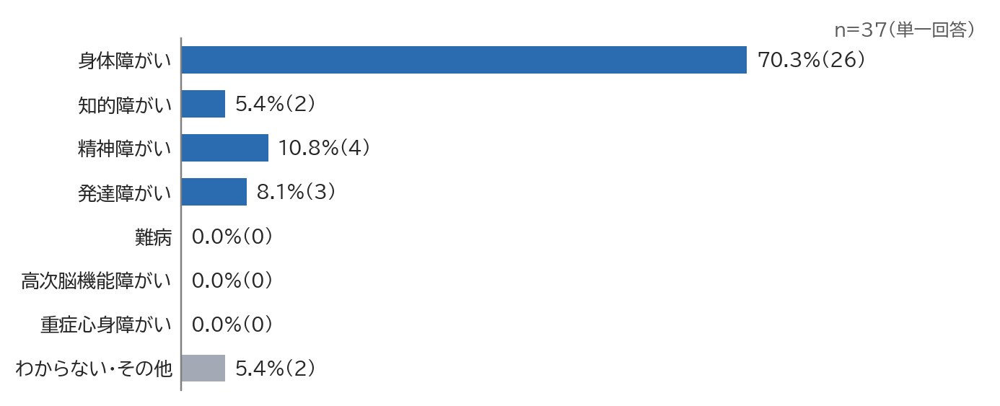 n=37(単一回答)
身体障がい 70.3%(26)
知的障がい 5.4%(2)
精神障がい 10.8%(4)
発達障がい 8.1%(3)
難病 0.0%(0)
高次脳機能障がい 0.0%(0)
重症心身障がい 0.0%(0)
わからない・その他 5.4%(2)